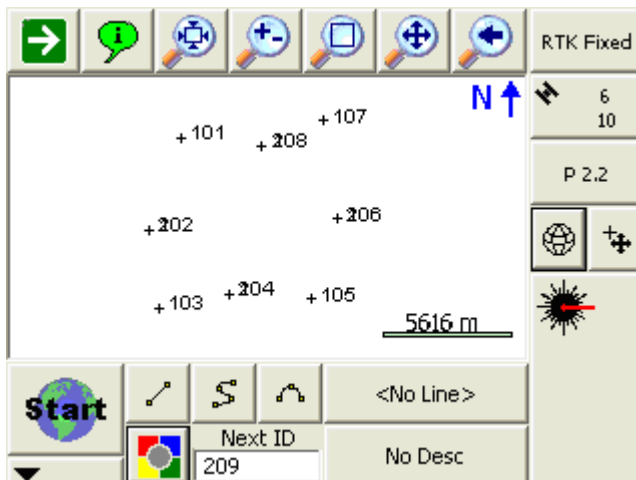 RTK Fixed
N
6
10
P 2.2
107
101
208
206
202
204
105
103
5616 m
Start
<No Line>
Next ID
209
No Desc